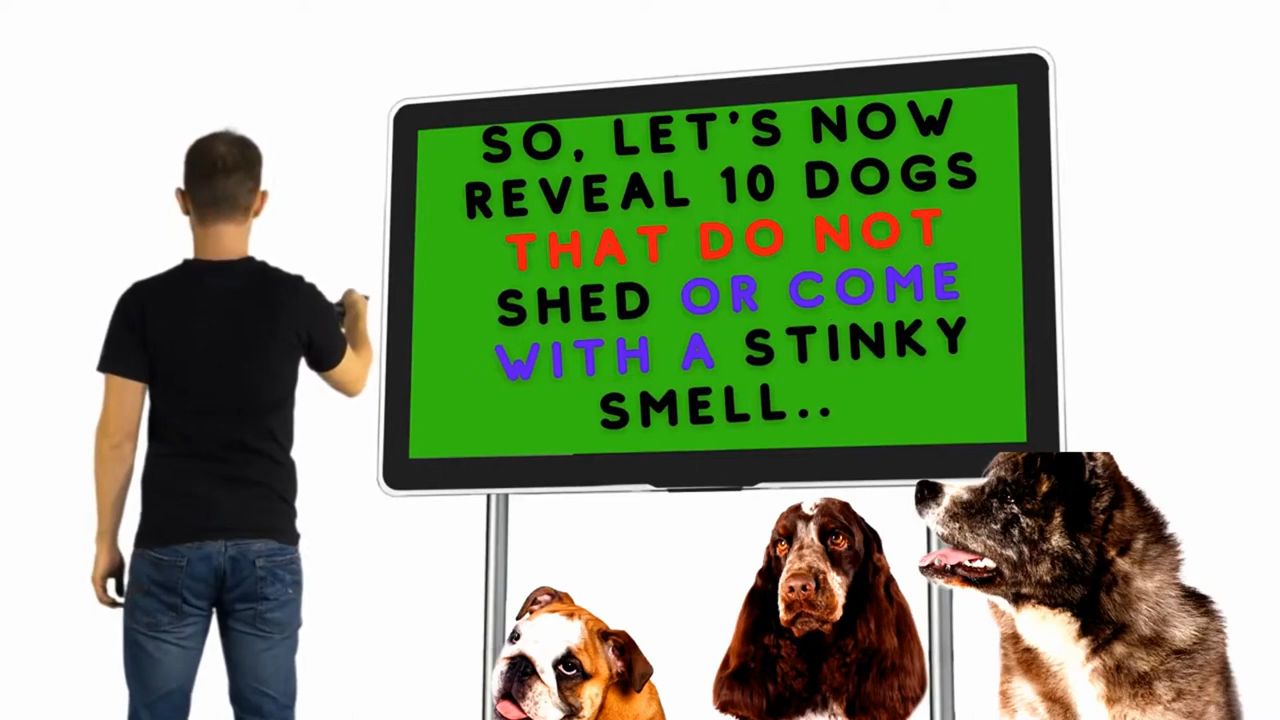 SO, LET'S NOW
REVEAL 10 DOGS
THAT DO NOT
SHED OR COME
WITH A STINKY
SMELL..